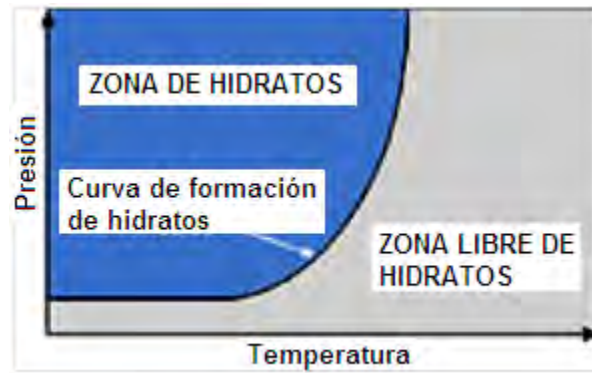 ZONA DE HIDRATOS
Presión
Curva de formación
de hidratos
ZONA LIBRE DE
HIDRATOS
Temperatura